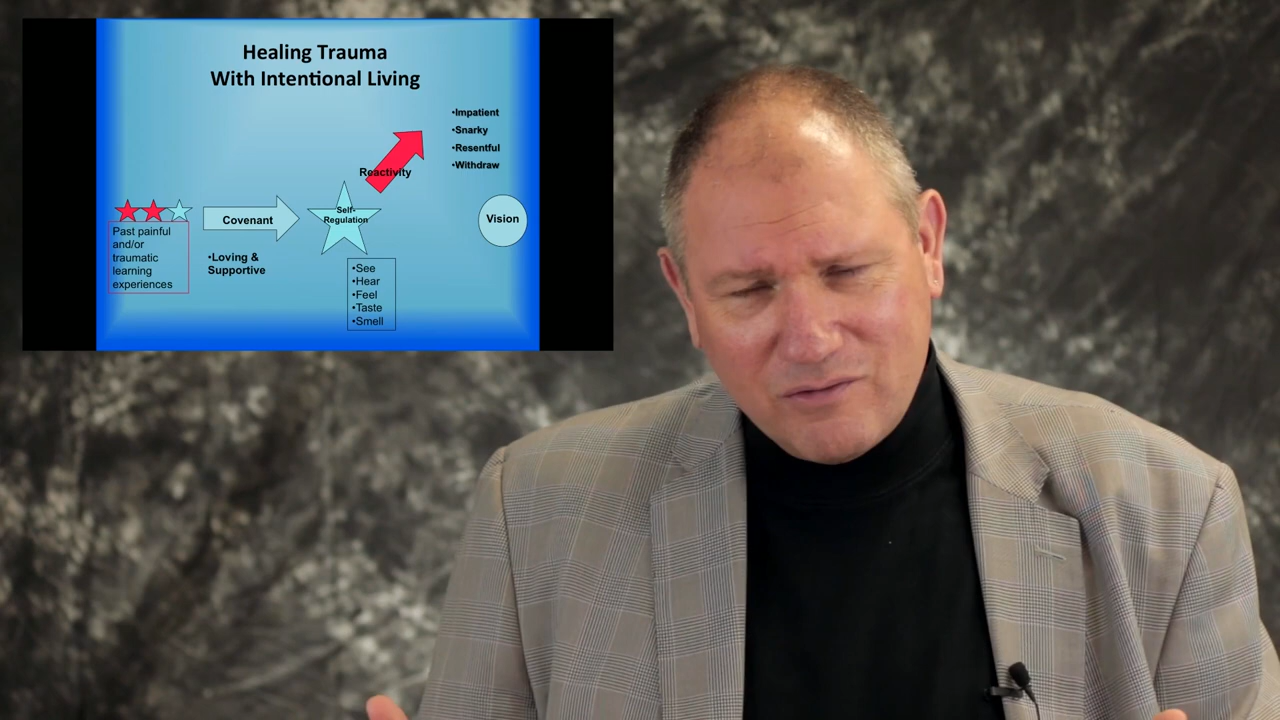 Healing Trauma
With Intentional Living
•Impatient
•Snarky
•Resentful
•Withdraw
Reactivity
Self-
Regulation
Vision
Covenant
Past painful
and/or
traumatic
learning
experiences
•Loving &
Supportive
•See
•Hear
•Feel
•Taste
•Smell